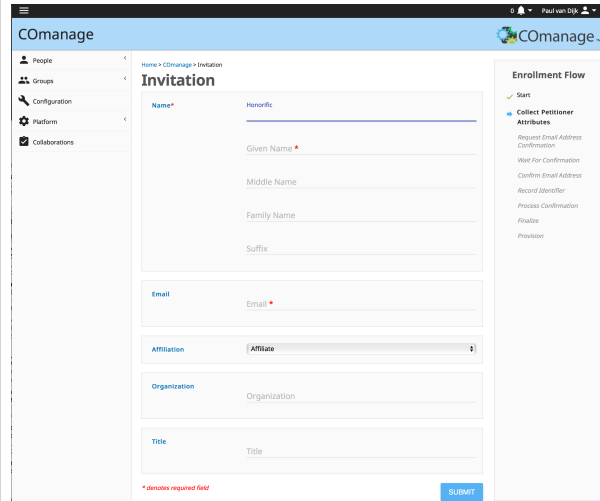 0 Paul van Dijk
COmanage
COmanage
People
Groups
Configuration
Platform
Collaborations
Home > COmanage > Invitation
Invitation
Name*
Honorific
Given Name *
Middle Name
Family Name
Suffix
Email
Email *
Affiliation
Affiliate
Organization
Organization
Title
Title
* denotes required field
SUBMIT
Enrollment Flow
Start
Collect Petitioner
Attributes
Request Email Address
Confirmation
Wait For Confirmation
Confirm Email Address
Record Identifier
Process Confirmation
Finalize
Provision